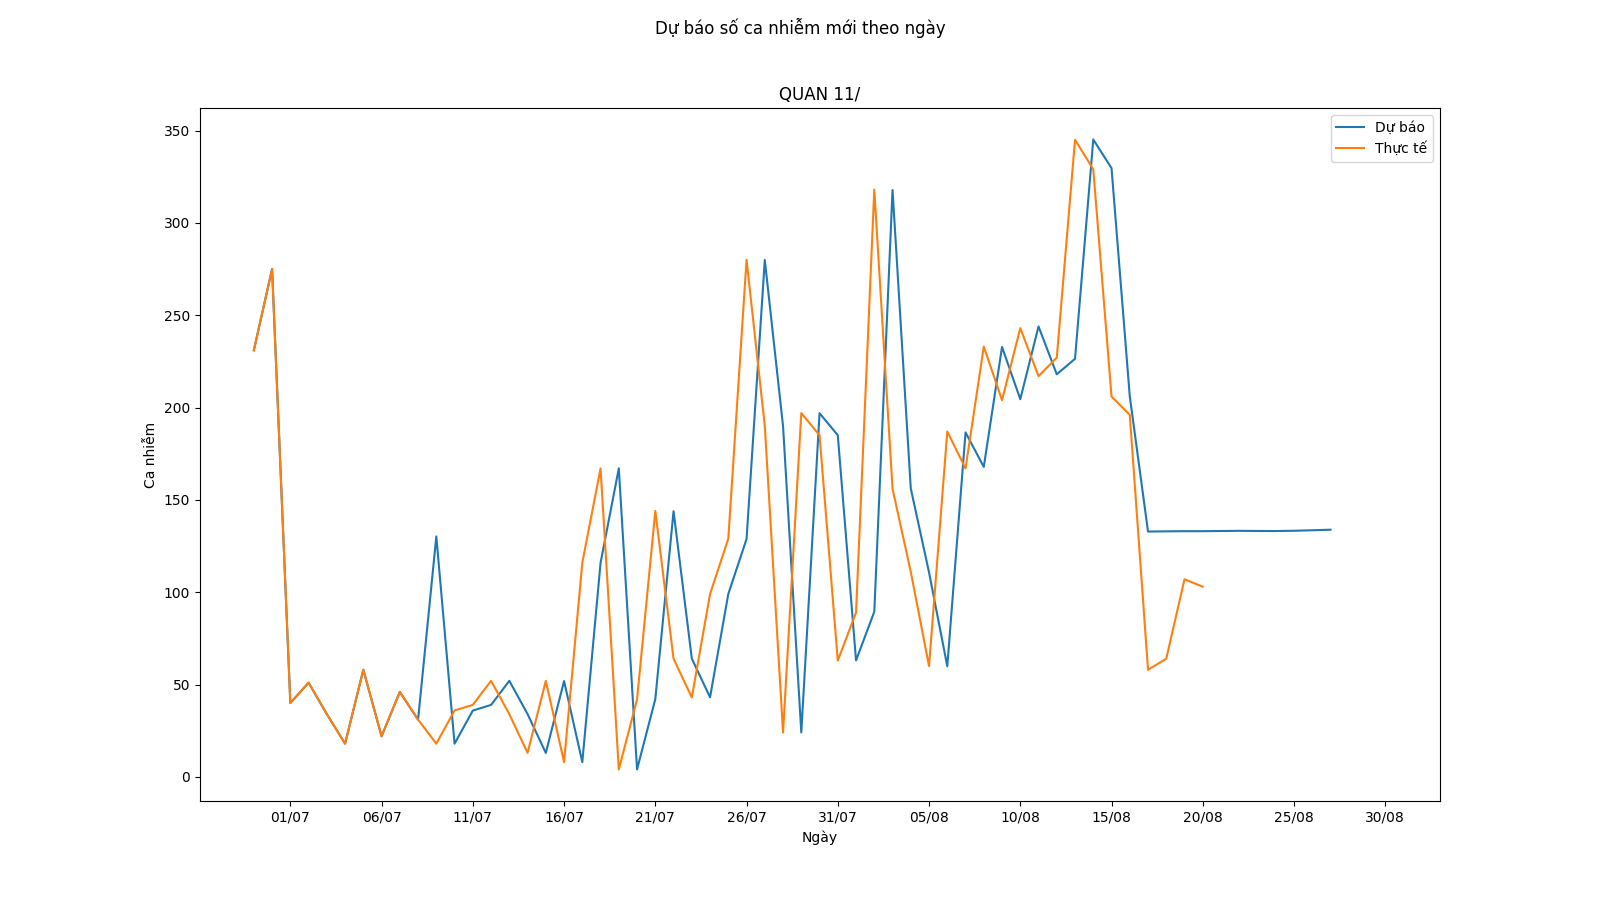 Dự báo số ca nhiễm mới theo ngày
QUAN 11/
Dự báo
Thực tế
350
300
250
200
150
100
50
0
Ca nhiễm
01/07 06/07 11/07 16/07 21/07 26/07 31/07 05/08 10/08 15/08 20/08 25/08 30/08
Ngày